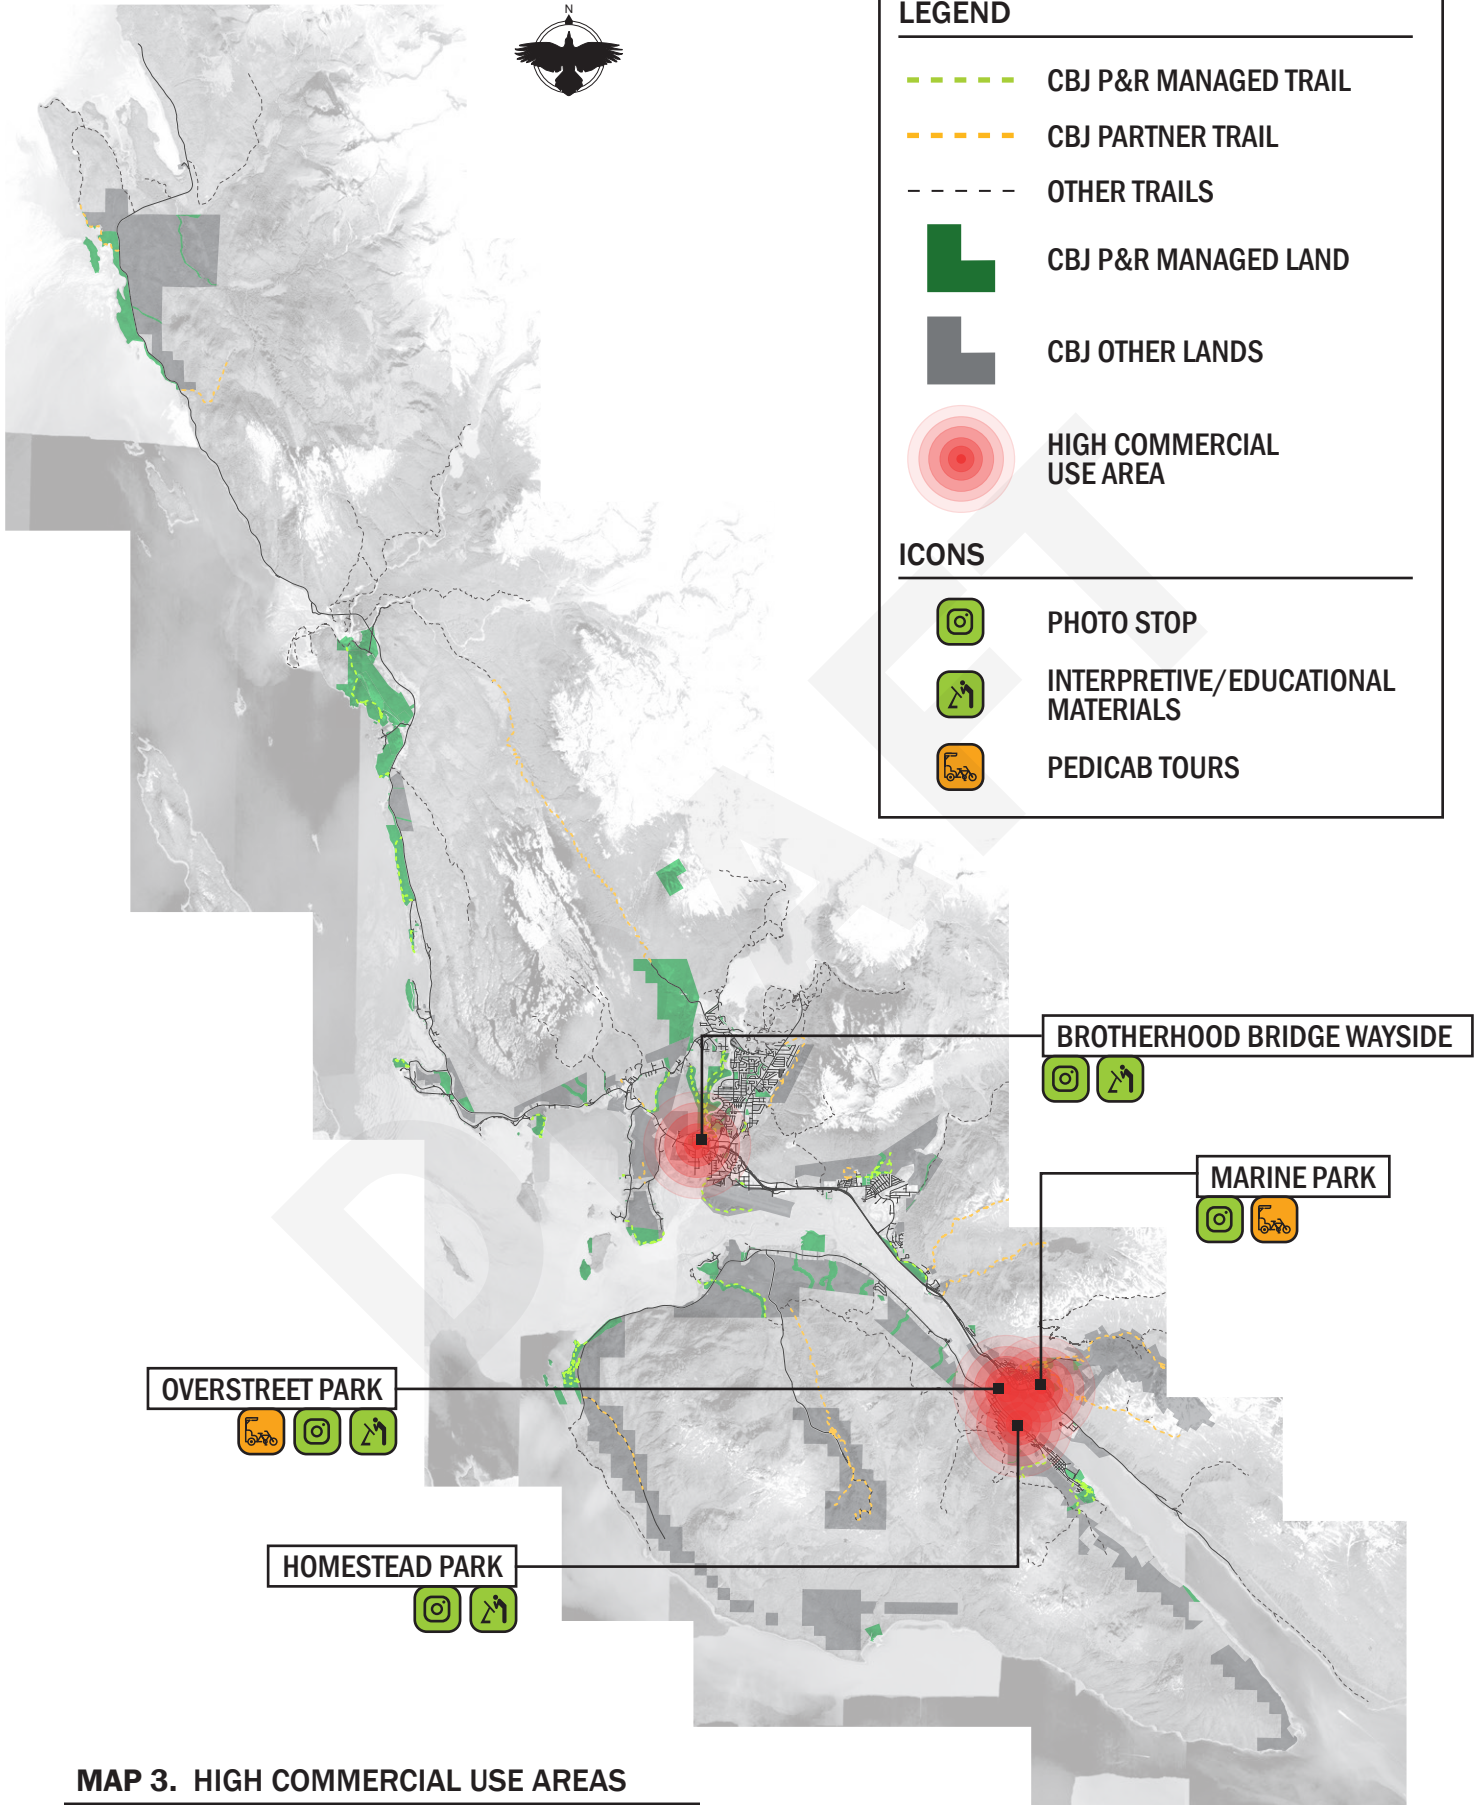 N
LEGEND
CBJ P&R MANAGED TRAIL
CBJ PARTNER TRAIL
OTHER TRAILS
CBJ P&R MANAGED LAND
CBJ OTHER LANDS
HIGH COMMERCIAL
USE AREA
ICONS
PHOTO STOP
INTERPRETIVE/EDUCATIONAL
MATERIALS
PEDICAB TOURS
BROTHERHOOD BRIDGE WAYSIDE
MARINE PARK
OVERSTREET PARK
HOMESTEAD PARK
DRAFT
MAP 3. HIGH COMMERCIAL USE AREAS